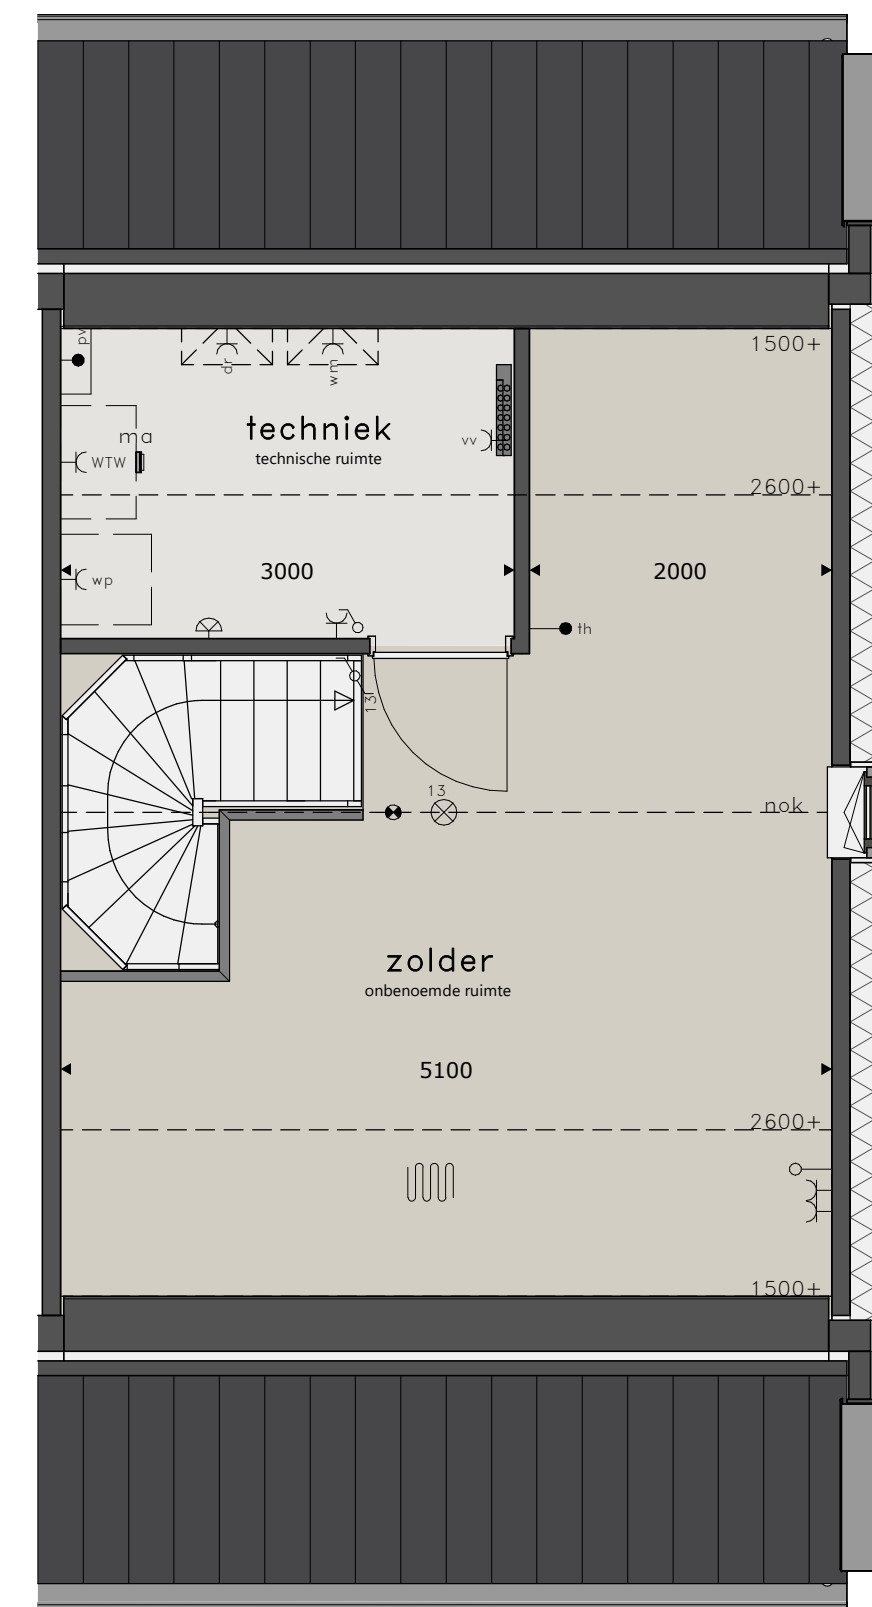 1500+
pv
dr
wm
techniek
technische ruimte
ma
WTW
vv
2600+
3000
2000
wp
th
13r
13
nok
zolder
onbenoemde ruimte
5100
2600+
1500+